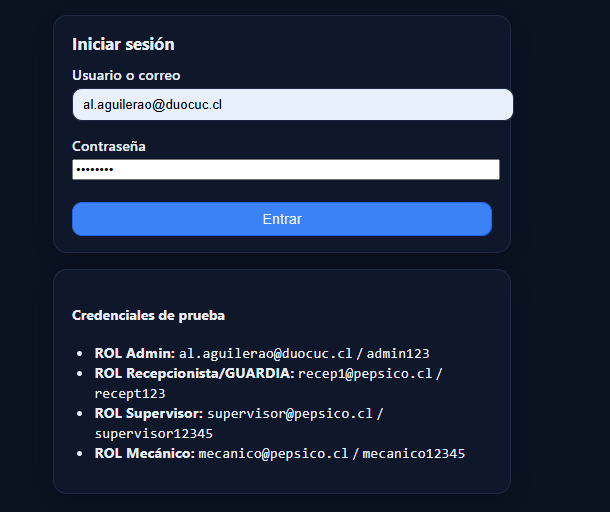 Iniciar sesión
Usuario o correo
al.aguilerao@duocuc.cl
Contraseña
••••••••
Entrar
Credenciales de prueba
• ROL Admin: al.aguilerao@duocuc.cl / admin123
• ROL Recepcionista/GUARDIA: recep1@pepsico.cl /
recept123
• ROL Supervisor: supervisor@pepsico.cl /
supervisor12345
• ROL Mecánico: mecanico@pepsico.cl / mecanico12345